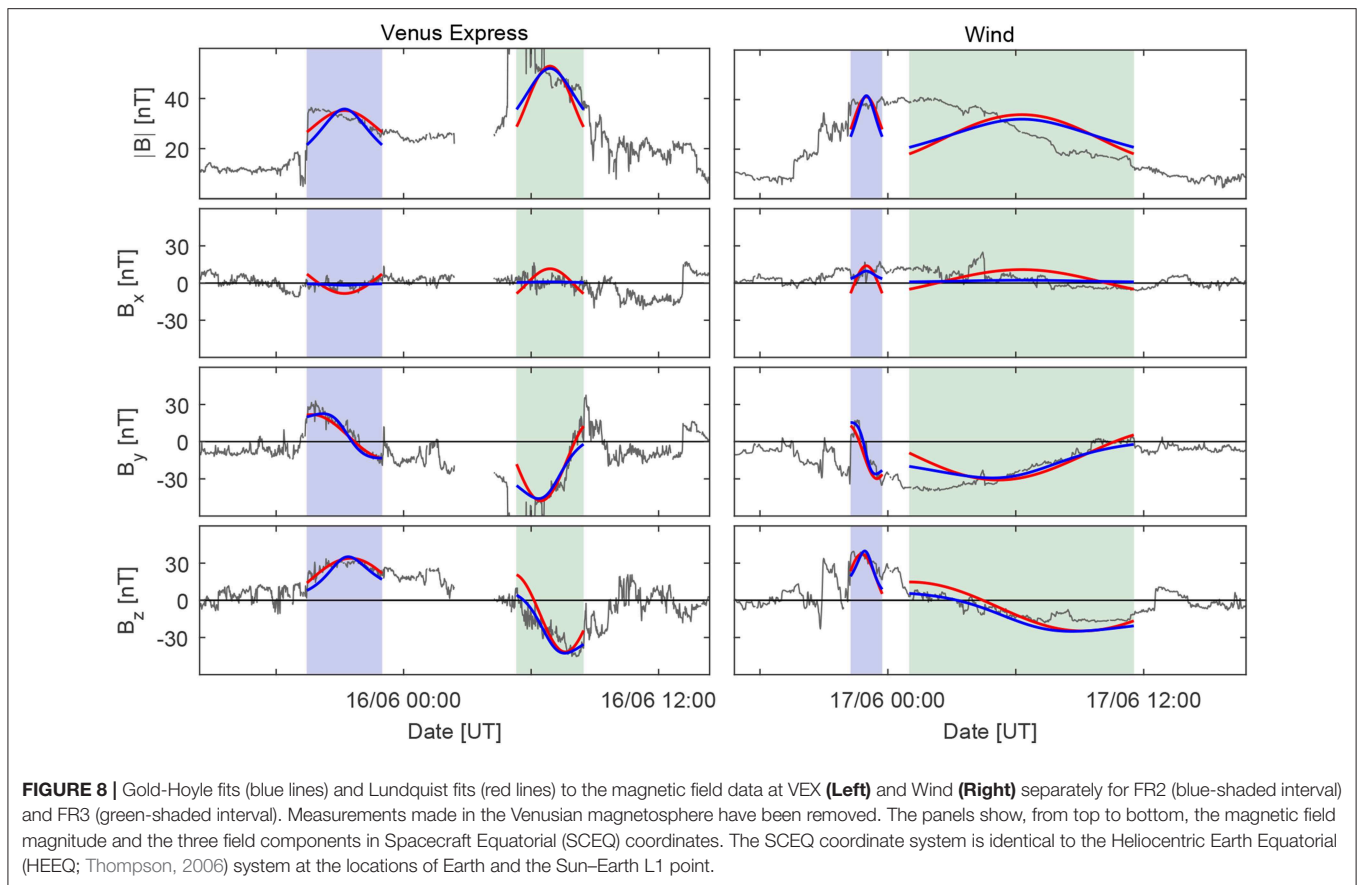 Venus Express
Wind
|B| [nT]
40
20
Bx [nT]
30
0
-30
By [nT]
30
0
-30
Bz [nT]
30
0
-30
16/06 00:00
16/06 12:00
17/06 00:00
17/06 12:00
Date [UT]
Date [UT]
FIGURE 8 | Gold-Hoyle fits (blue lines) and Lundquist fits (red lines) to the magnetic field data at VEX (Left) and Wind (Right) separately for FR2 (blue-shaded interval)
and FR3 (green-shaded interval). Measurements made in the Venusian magnetosphere have been removed. The panels show, from top to bottom, the magnetic field
magnitude and the three field components in Spacecraft Equatorial (SCEQ) coordinates. The SCEQ coordinate system is identical to the Heliocentric Earth Equatorial
(HEEQ; Thompson, 2006) system at the locations of Earth and the Sun–Earth L1 point.